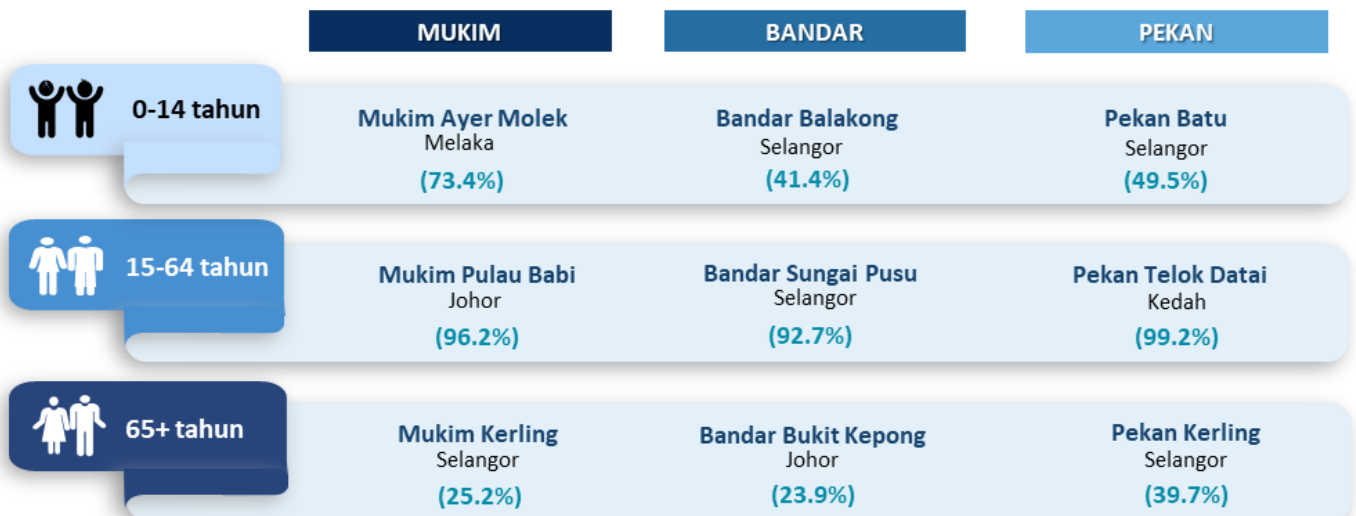 MUKIM
BANDAR
PEKAN
0-14 tahun
Mukim Ayer Molek
Melaka
(73.4%)
Bandar Balakong
Selangor
(41.4%)
Pekan Batu
Selangor
(49.5%)
15-64 tahun
Mukim Pulau Babi
Johor
(96.2%)
Bandar Sungai Pusu
Selangor
(92.7%)
Pekan Telok Datai
Kedah
(99.2%)
65+ tahun
Mukim Kerling
Selangor
(25.2%)
Bandar Bukit Kepong
Johor
(23.9%)
Pekan Kerling
Selangor
(39.7%)